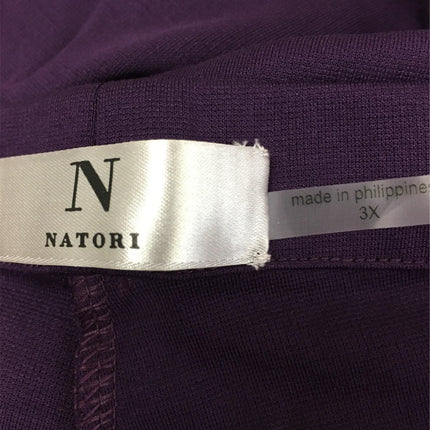 N
NATORI
made in philippines
3X